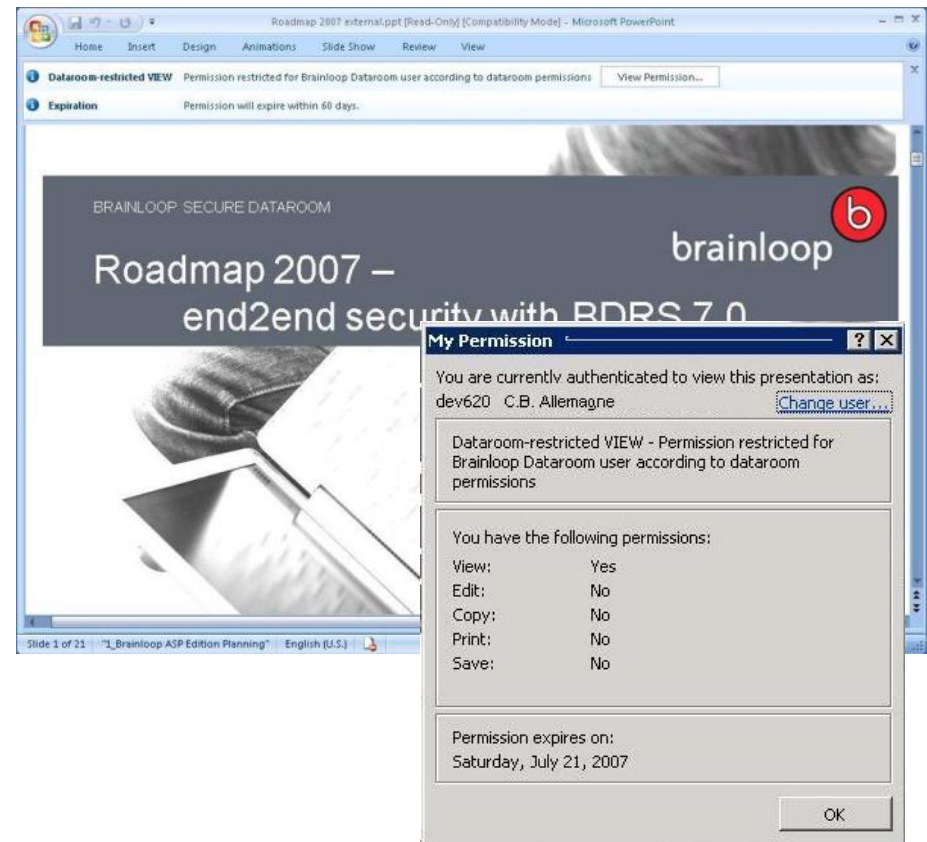 Roadmap 2007 external.ppt [Read-Only] [Compatibility Mode] - Microsoft PowerPoint
Home Insert Design Animations Slide Show Review View
Dataroom-restricted VIEW Permission restricted for Brainloop Dataroom user according to dataroom permissions View Permission...
Expiration Permission will expire within 60 days.
BRAINLOOP SECURE DATAROOM
b
brainloop
Roadmap 2007 –
end2end security with BDRS 7.0
My Permission
You are currently authenticated to view this presentation as:
dev620 C.B. Allemagne Change user...
Dataroom-restricted VIEW - Permission restricted for
Brainloop Dataroom user according to dataroom
permissions
You have the following permissions:
View: Yes
Edit: No
Copy: No
Print: No
Save: No
Permission expires on:
Saturday, July 21, 2007
OK
Slide 1 of 21 "1_Brainloop ASP Edition Planning" English (U.S.)